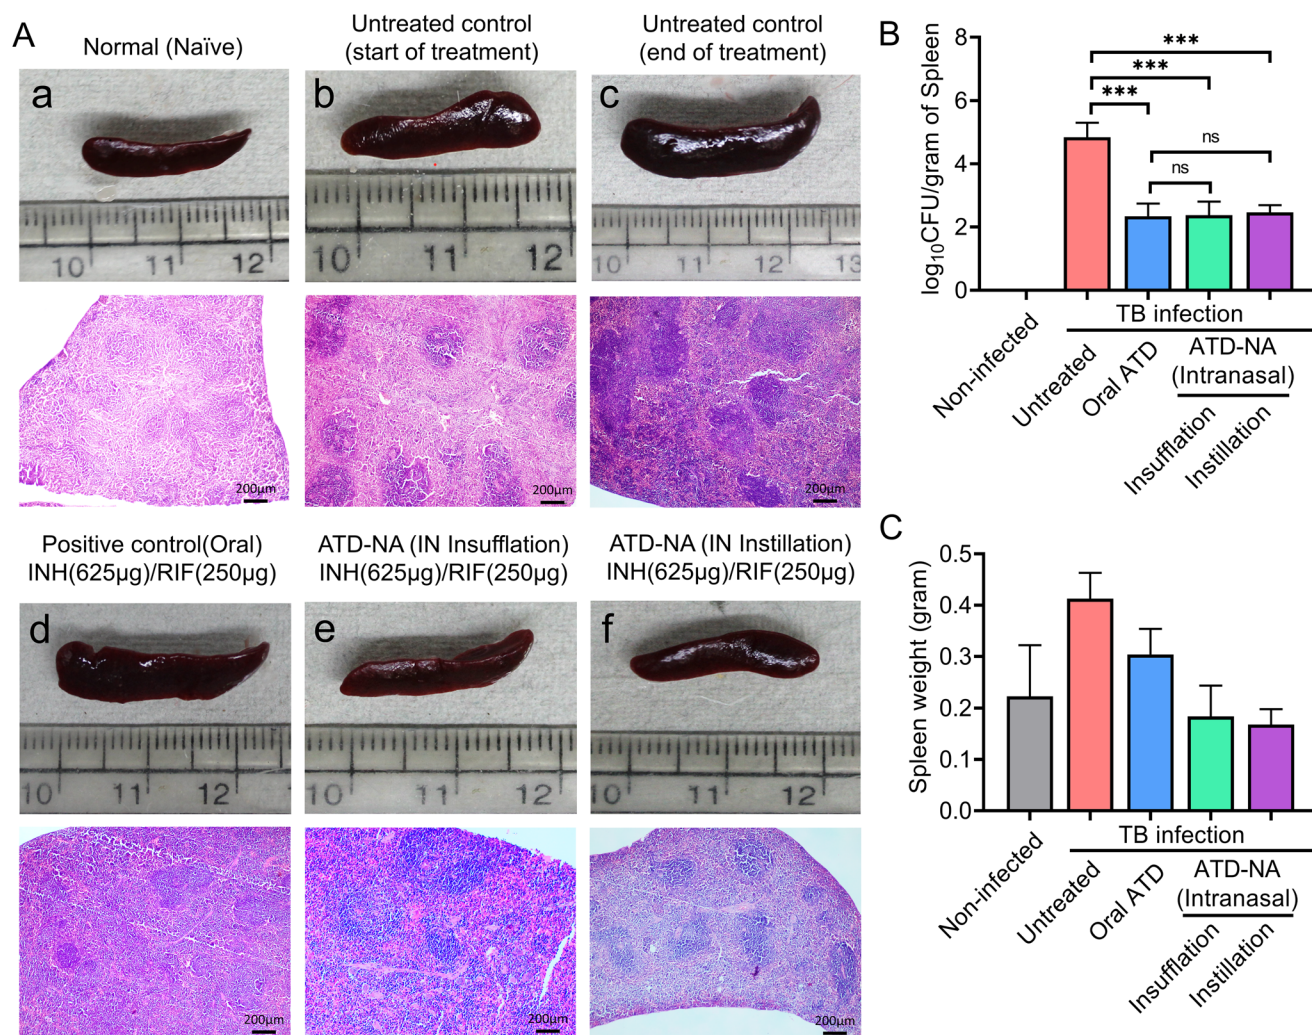 A
Normal (Naïve)
Untreated control
(start of treatment)
Untreated control
(end of treatment)
a
b
c
10 11 12
10 11 12
10 11 12 13
200µm
200µm
200µm
Positive control(Oral)
INH(625µg)/RIF(250µg)
ATD-NA (IN Insufflation)
INH(625µg)/RIF(250µg)
ATD-NA (IN Instillation)
INH(625µg)/RIF(250µg)
d
e
f
10 11 12
10 11 12
10 11 12
200µm
200µm
200µm
B
log₁₀CFU/gram of Spleen
8
6
4
2
0
***
***
***
ns
ns
Non-infected
Untreated
Oral ATD
Insufflation
Instillation
TB infection
ATD-NA
(Intranasal)
C
Spleen weight (gram)
0.5
0.4
0.3
0.2
0.1
0.0
Non-infected
Untreated
Oral ATD
Insufflation
Instillation
TB infection
ATD-NA
(Intranasal)